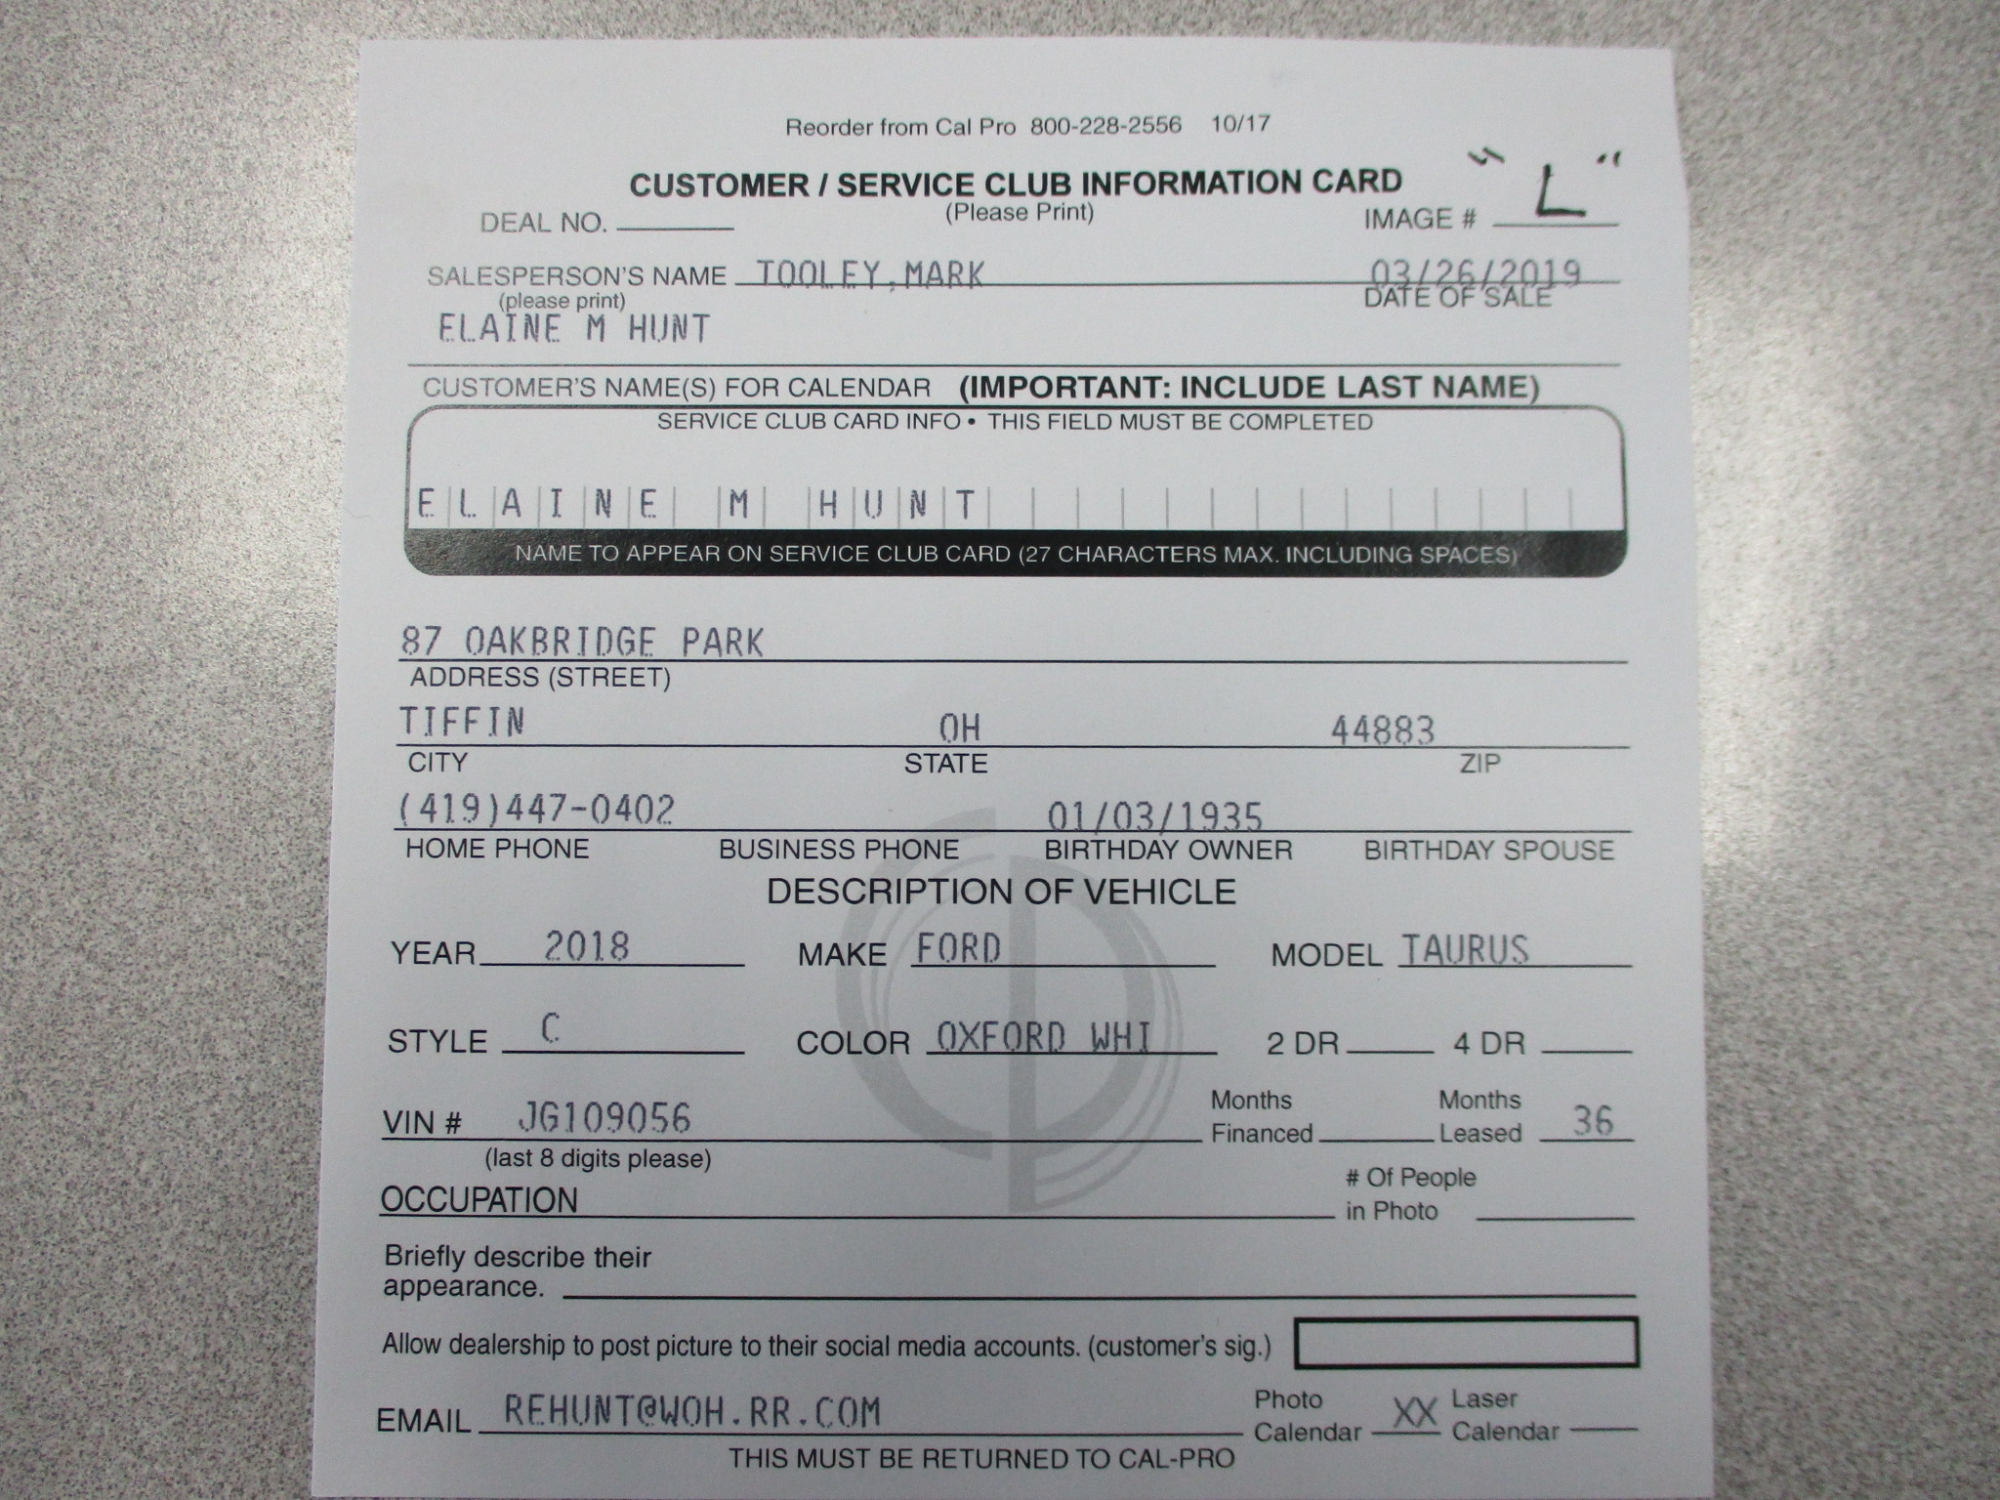 Reorder from Cal Pro 800-228-2556 10/17
CUSTOMER / SERVICE CLUB INFORMATION CARD
(Please Print)
DEAL NO.
IMAGE # "L"
SALESPERSON'S NAME TOOLEY,MARK 03/26/2019
(please print) DATE OF SALE
ELAINE M HUNT
CUSTOMER'S NAME(S) FOR CALENDAR (IMPORTANT: INCLUDE LAST NAME)
SERVICE CLUB CARD INFO • THIS FIELD MUST BE COMPLETED
ELAINE M HUNT
NAME TO APPEAR ON SERVICE CLUB CARD (27 CHARACTERS MAX. INCLUDING SPACES)
87 OAKBRIDGE PARK
ADDRESS (STREET)
TIFFIN OH 44883
CITY STATE ZIP
(419)447-0402 01/03/1935
HOME PHONE BUSINESS PHONE BIRTHDAY OWNER BIRTHDAY SPOUSE
DESCRIPTION OF VEHICLE
YEAR 2018 MAKE FORD MODEL TAURUS
STYLE C COLOR OXFORD WHI 2 DR 4 DR
VIN # JG109056 Months Financed Months Leased 36
(last 8 digits please)
OCCUPATION # Of People in Photo
Briefly describe their
appearance.
Allow dealership to post picture to their social media accounts. (customer's sig.)
EMAIL REHUNT@WOH.RR.COM Photo Calendar XX Laser Calendar
THIS MUST BE RETURNED TO CAL-PRO